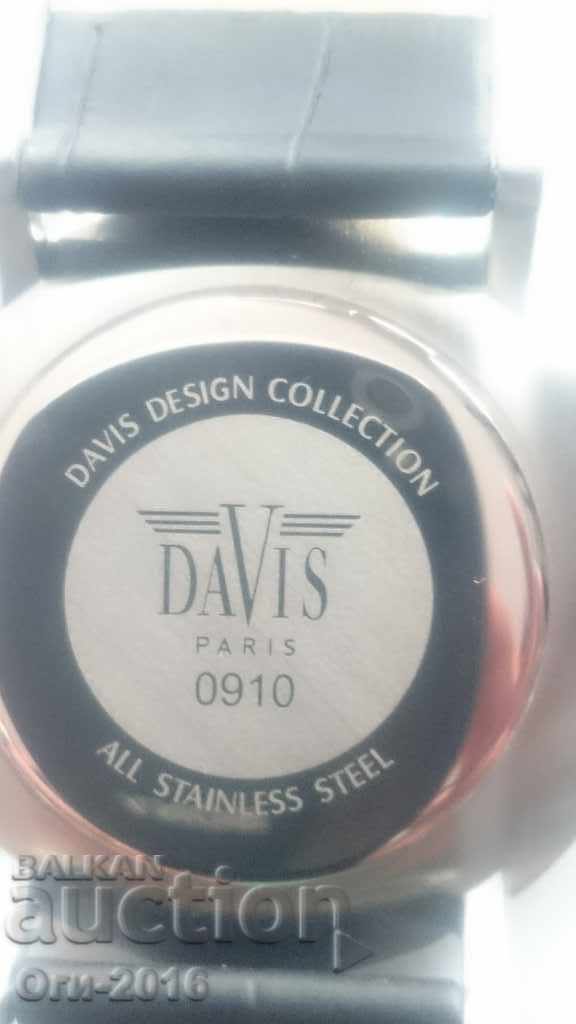 DAVIS DESIGN COLLECTION
DAVIS
PARIS
0910
ALL STAINLESS STEEL
BALKAN
auction
Оги-2016